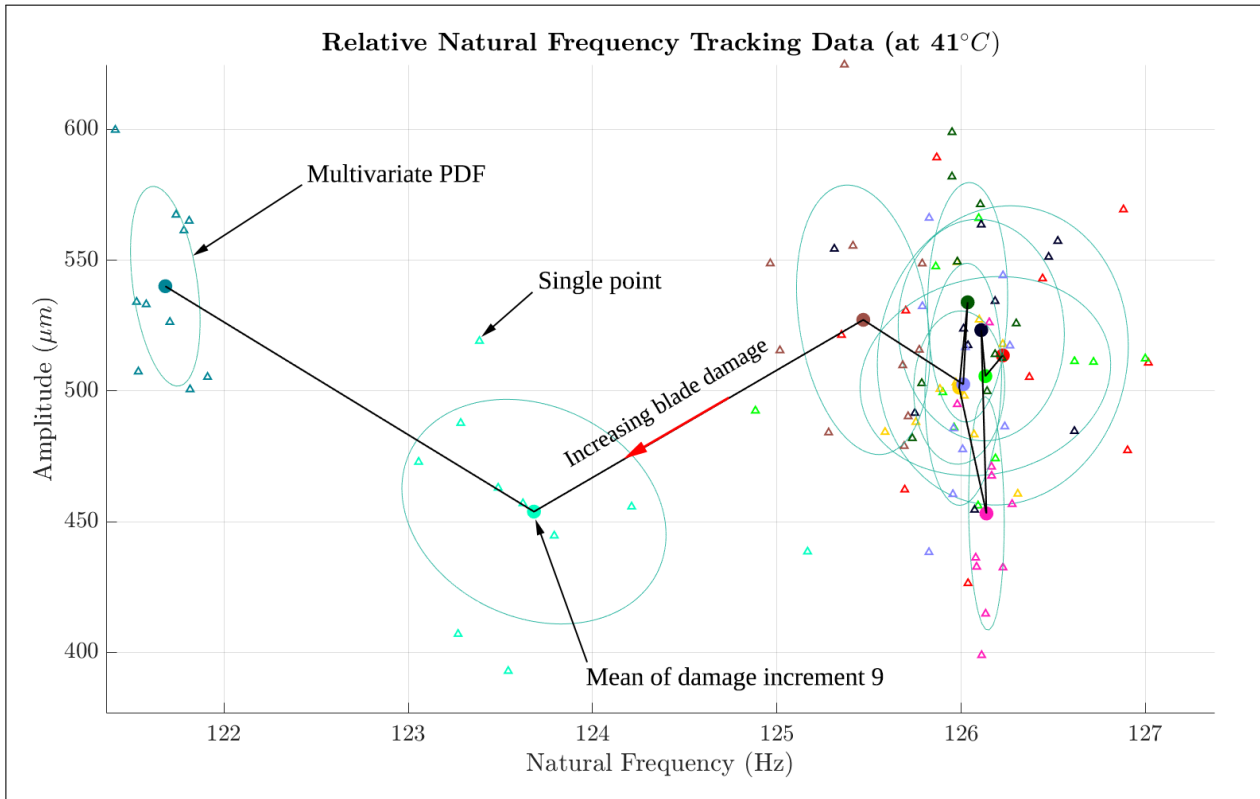 Relative Natural Frequency Tracking Data (at 41°C)
600
550
500
450
400
Amplitude (μm)
Multivariate PDF
Single point
Increasing blade damage
Mean of damage increment 9
122
123
124
125
126
127
Natural Frequency (Hz)